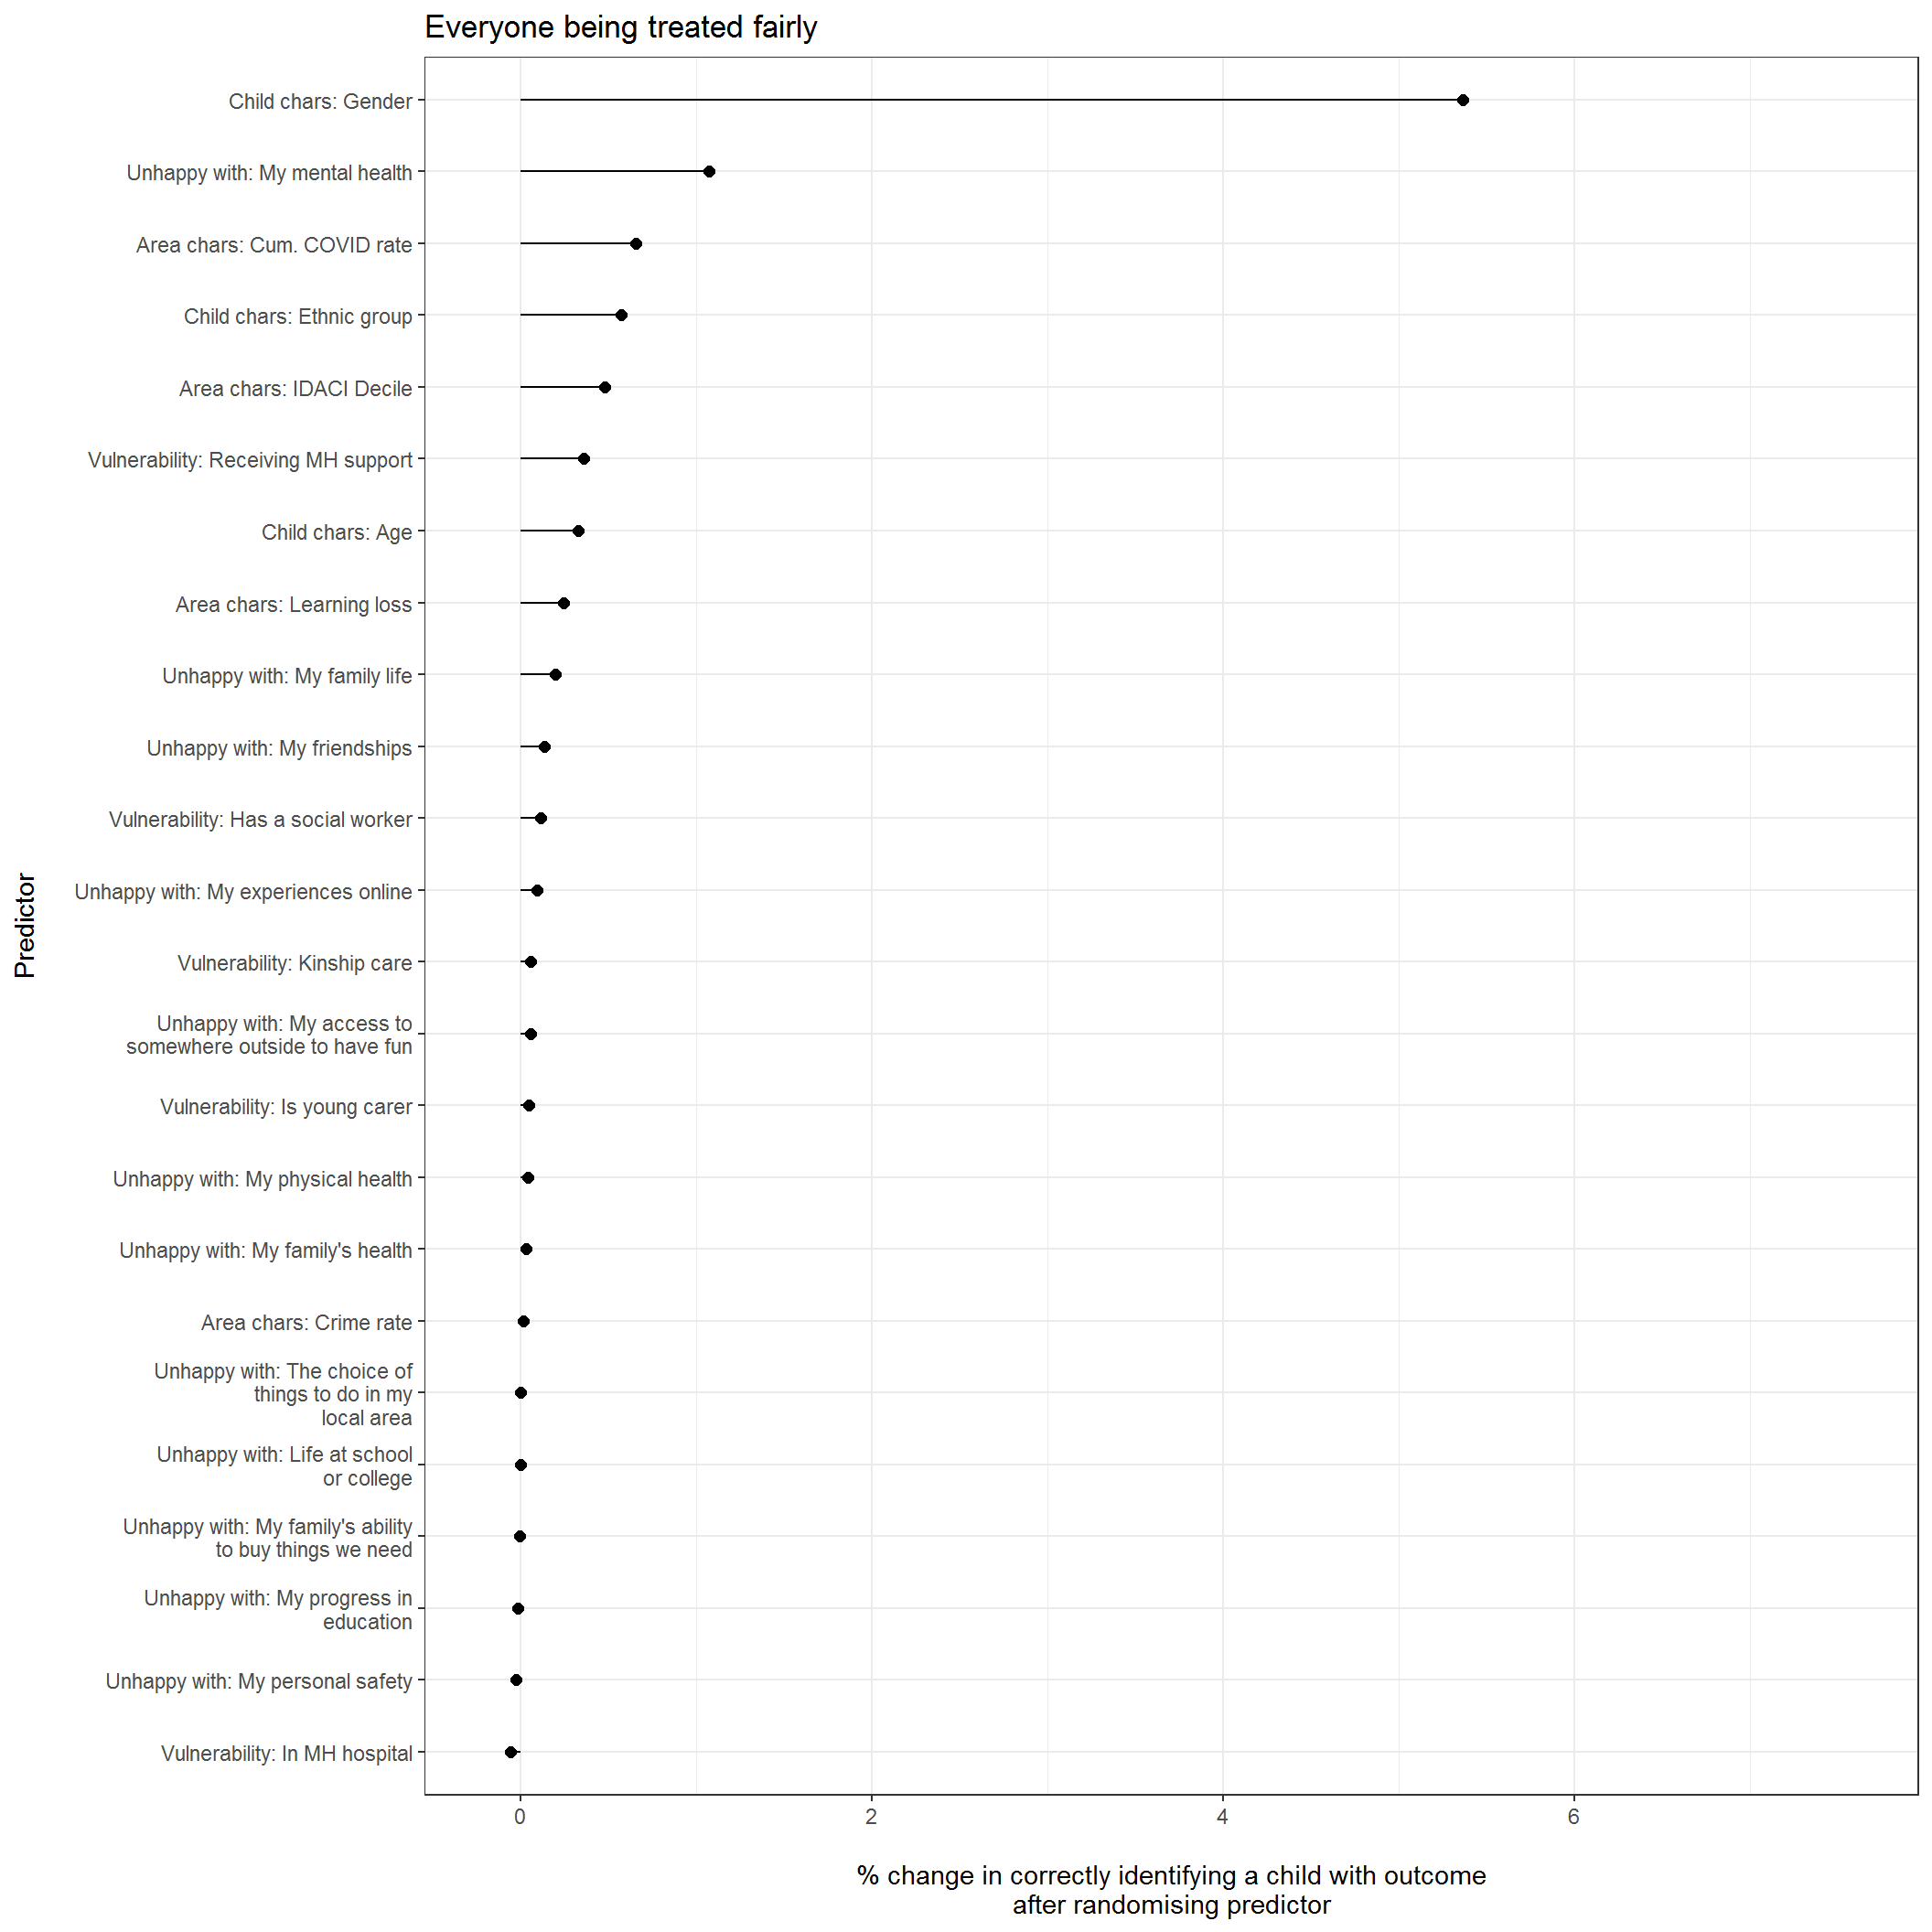 Everyone being treated fairly
Child chars: Gender
Unhappy with: My mental health
Area chars: Cum. COVID rate
Child chars: Ethnic group
Area chars: IDACI Decile
Vulnerability: Receiving MH support
Child chars: Age
Area chars: Learning loss
Unhappy with: My family life
Unhappy with: My friendships
Vulnerability: Has a social worker
Unhappy with: My experiences online
Vulnerability: Kinship care
Unhappy with: My access to
somewhere outside to have fun
Vulnerability: Is young carer
Unhappy with: My physical health
Unhappy with: My family's health
Area chars: Crime rate
Unhappy with: The choice of
things to do in my
local area
Unhappy with: Life at school
or college
Unhappy with: My family's ability
to buy things we need
Unhappy with: My progress in
education
Unhappy with: My personal safety
Vulnerability: In MH hospital
Predictor
0 2 4 6
% change in correctly identifying a child with outcome
after randomising predictor